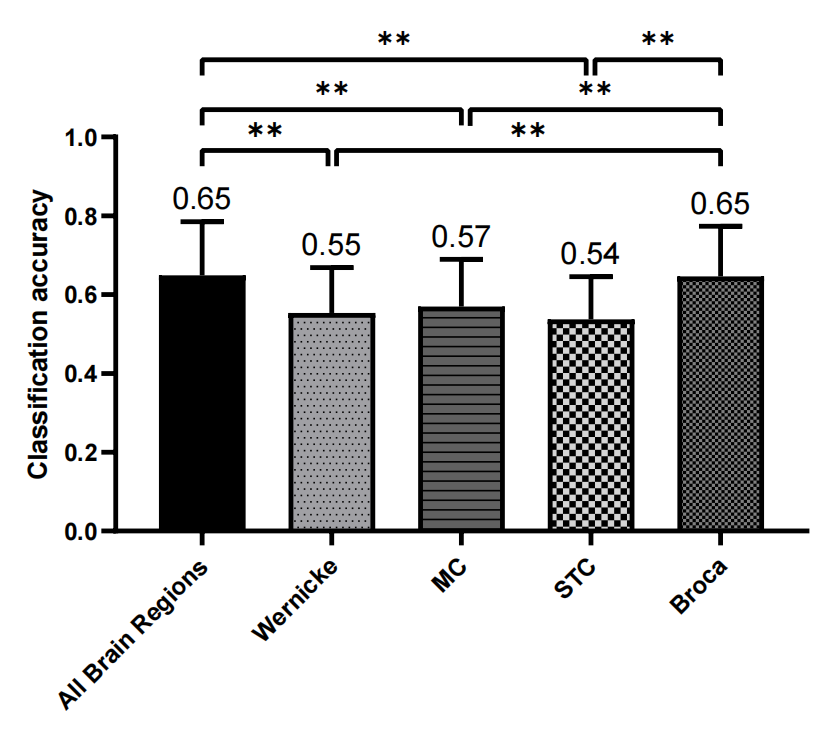 ** **
** **
** **
1.0
0.8
0.6
0.4
0.2
0.0
Classification accuracy
0.65
0.55
0.57
0.54
0.65
All Brain Regions
Wernicke
MC
STC
Broca